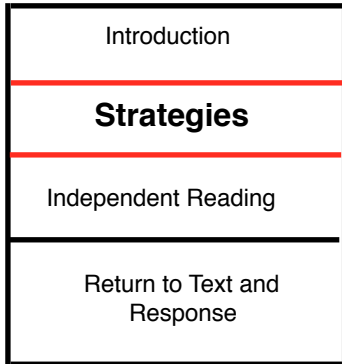 Introduction
Strategies
Independent Reading
Return to Text and
Response